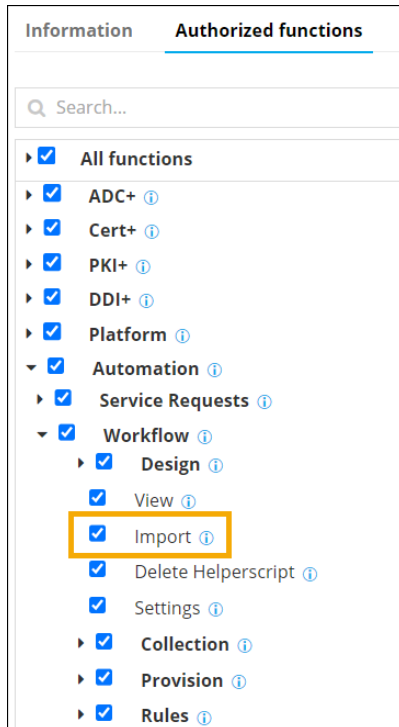 Information Authorized functions
Search...
All functions
ADC+
Cert+
PKI+
DDI+
Platform
Automation
Service Requests
Workflow
Design
View
Import
Delete Helperscript
Settings
Collection
Provision
Rules